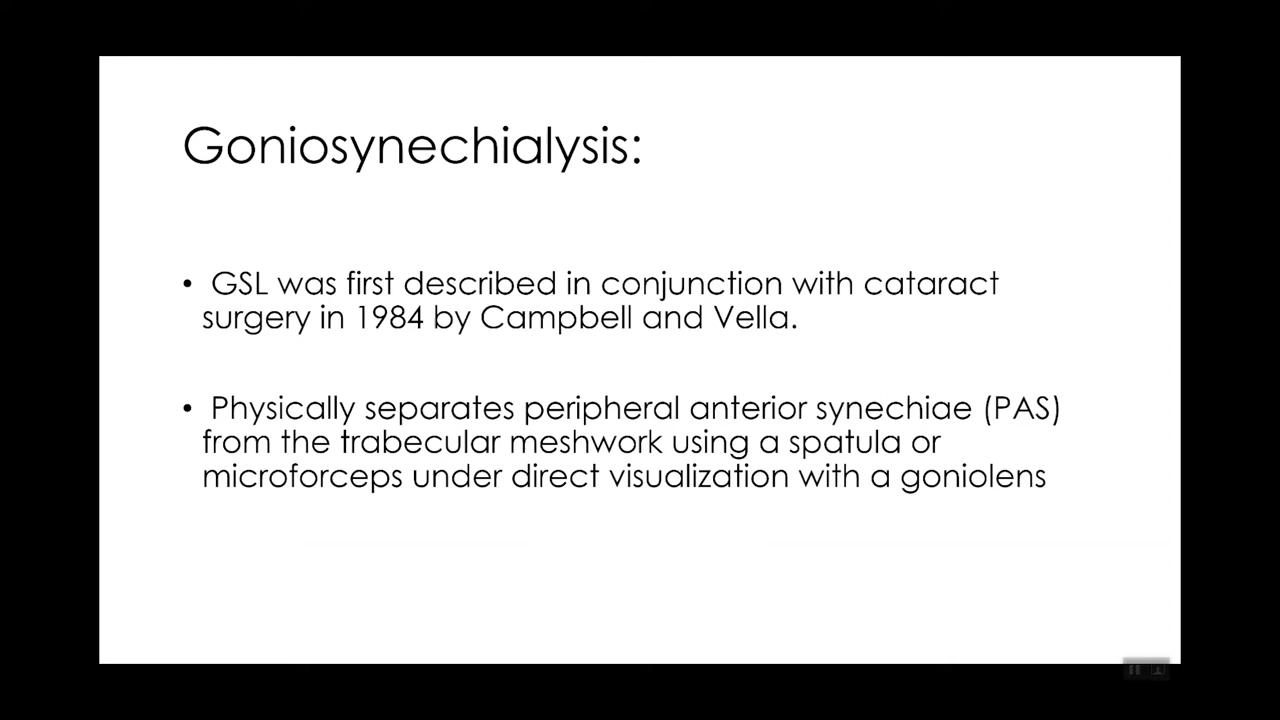 Goniosynechialysis:
• GSL was first described in conjunction with cataract
surgery in 1984 by Campbell and Vella.
• Physically separates peripheral anterior synechiae (PAS)
from the trabecular meshwork using a spatula or
microforceps under direct visualization with a goniolens